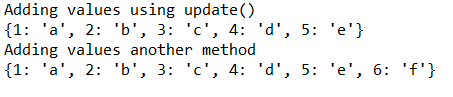 Adding values using update()
{1: 'a', 2: 'b', 3: 'c', 4: 'd', 5: 'e'}
Adding values another method
{1: 'a', 2: 'b', 3: 'c', 4: 'd', 5: 'e', 6: 'f'}